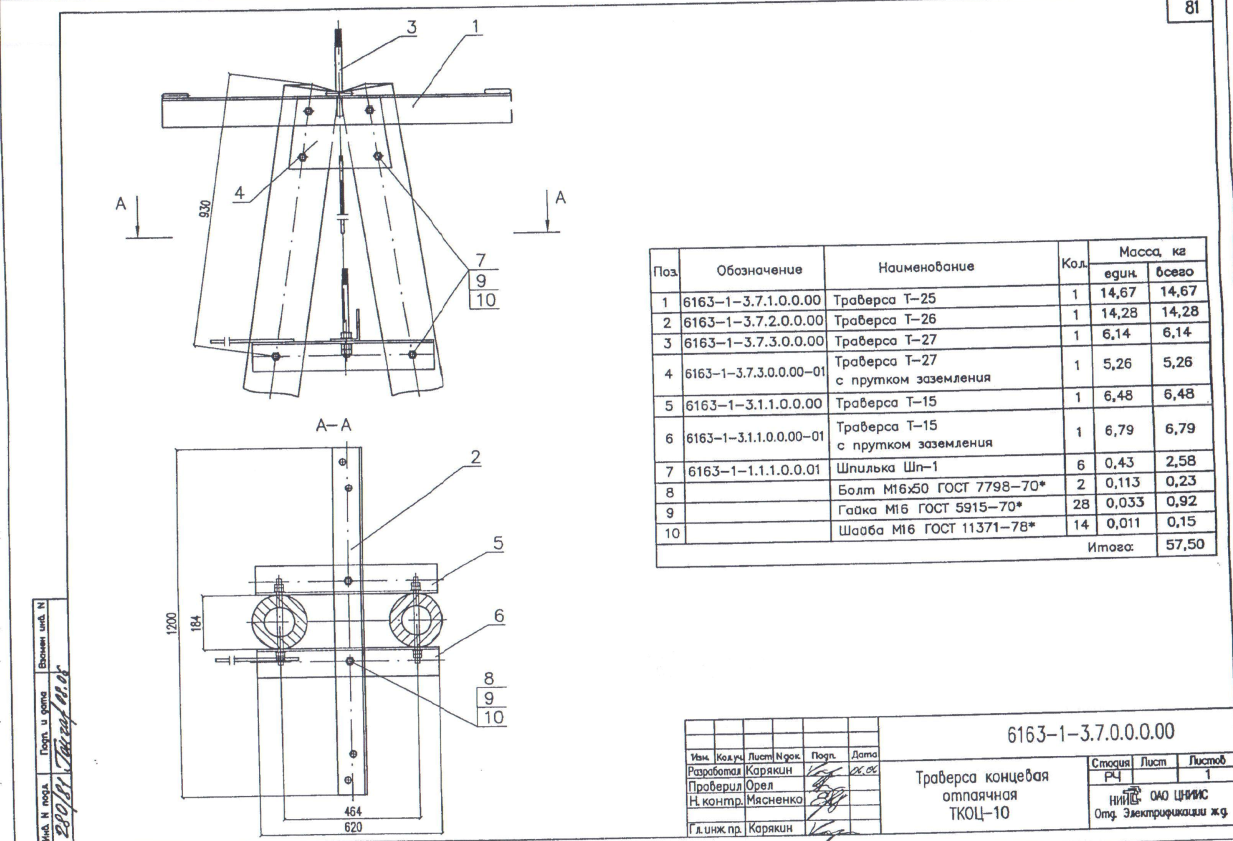 81
3
1
4
930
А
А
7
9
10
А–А
2
5
6
8
9
10
1200
184
464
620
Поз. Обозначение Наименование Кол. Масса, кг
един. всего
1 6163–1–3.7.1.0.0.00 Траверса Т–25 1 14,67 14,67
2 6163–1–3.7.2.0.0.00 Траверса Т–26 1 14,28 14,28
3 6163–1–3.7.3.0.0.00 Траверса Т–27 1 6,14 6,14
4 6163–1–3.7.3.0.0.00–01 Траверса Т–27 1 5,26 5,26
с прутком заземления
5 6163–1–3.1.1.0.0.00 Траверса Т–15 1 6,48 6,48
6 6163–1–3.1.1.0.0.00–01 Траверса Т–15 1 6,79 6,79
с прутком заземления
7 6163–1–1.1.1.0.0.01 Шпилька Шп–1 6 0,43 2,58
8 Болт М16х50 ГОСТ 7798–70* 2 0,113 0,23
9 Гайка М16 ГОСТ 5915–70* 28 0,033 0,92
10 Шайба М16 ГОСТ 11371–78* 14 0,011 0,15
Итого: 57,50
6163–1–3.7.0.0.0.00
Изм. Кол.уч. Лист № док. Подп. Дата
Разработал Карякин 06.06
Проверил Орел
Н. контр. Мясненко
Гл. инж. пр. Карякин
Траверса концевая
отпаячная
ТКОЦ–10
Стадия Лист Листов
РЧ 1
ОАО ЦНИИС
Отд. Электрификации ж.д.
Взамен инв. N
Подп. и дата
Инв. N подл.
280/81